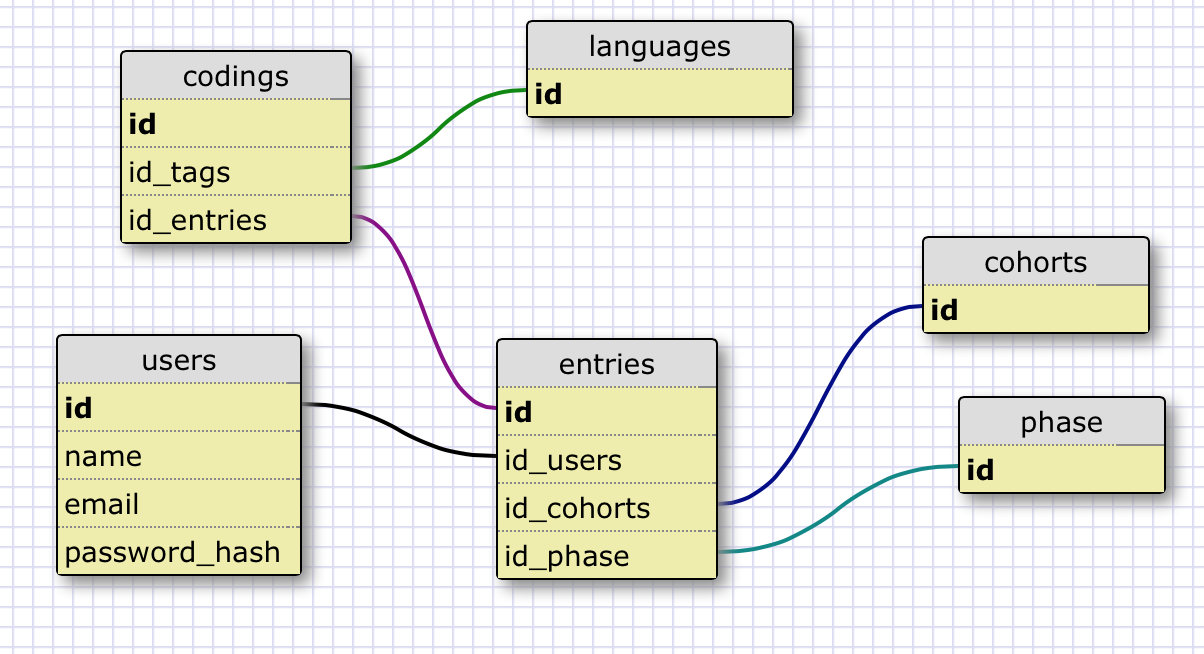 codings
id
id_tags
id_entries
languages
id
users
id
name
email
password_hash
entries
id
id_users
id_cohorts
id_phase
cohorts
id
phase
id